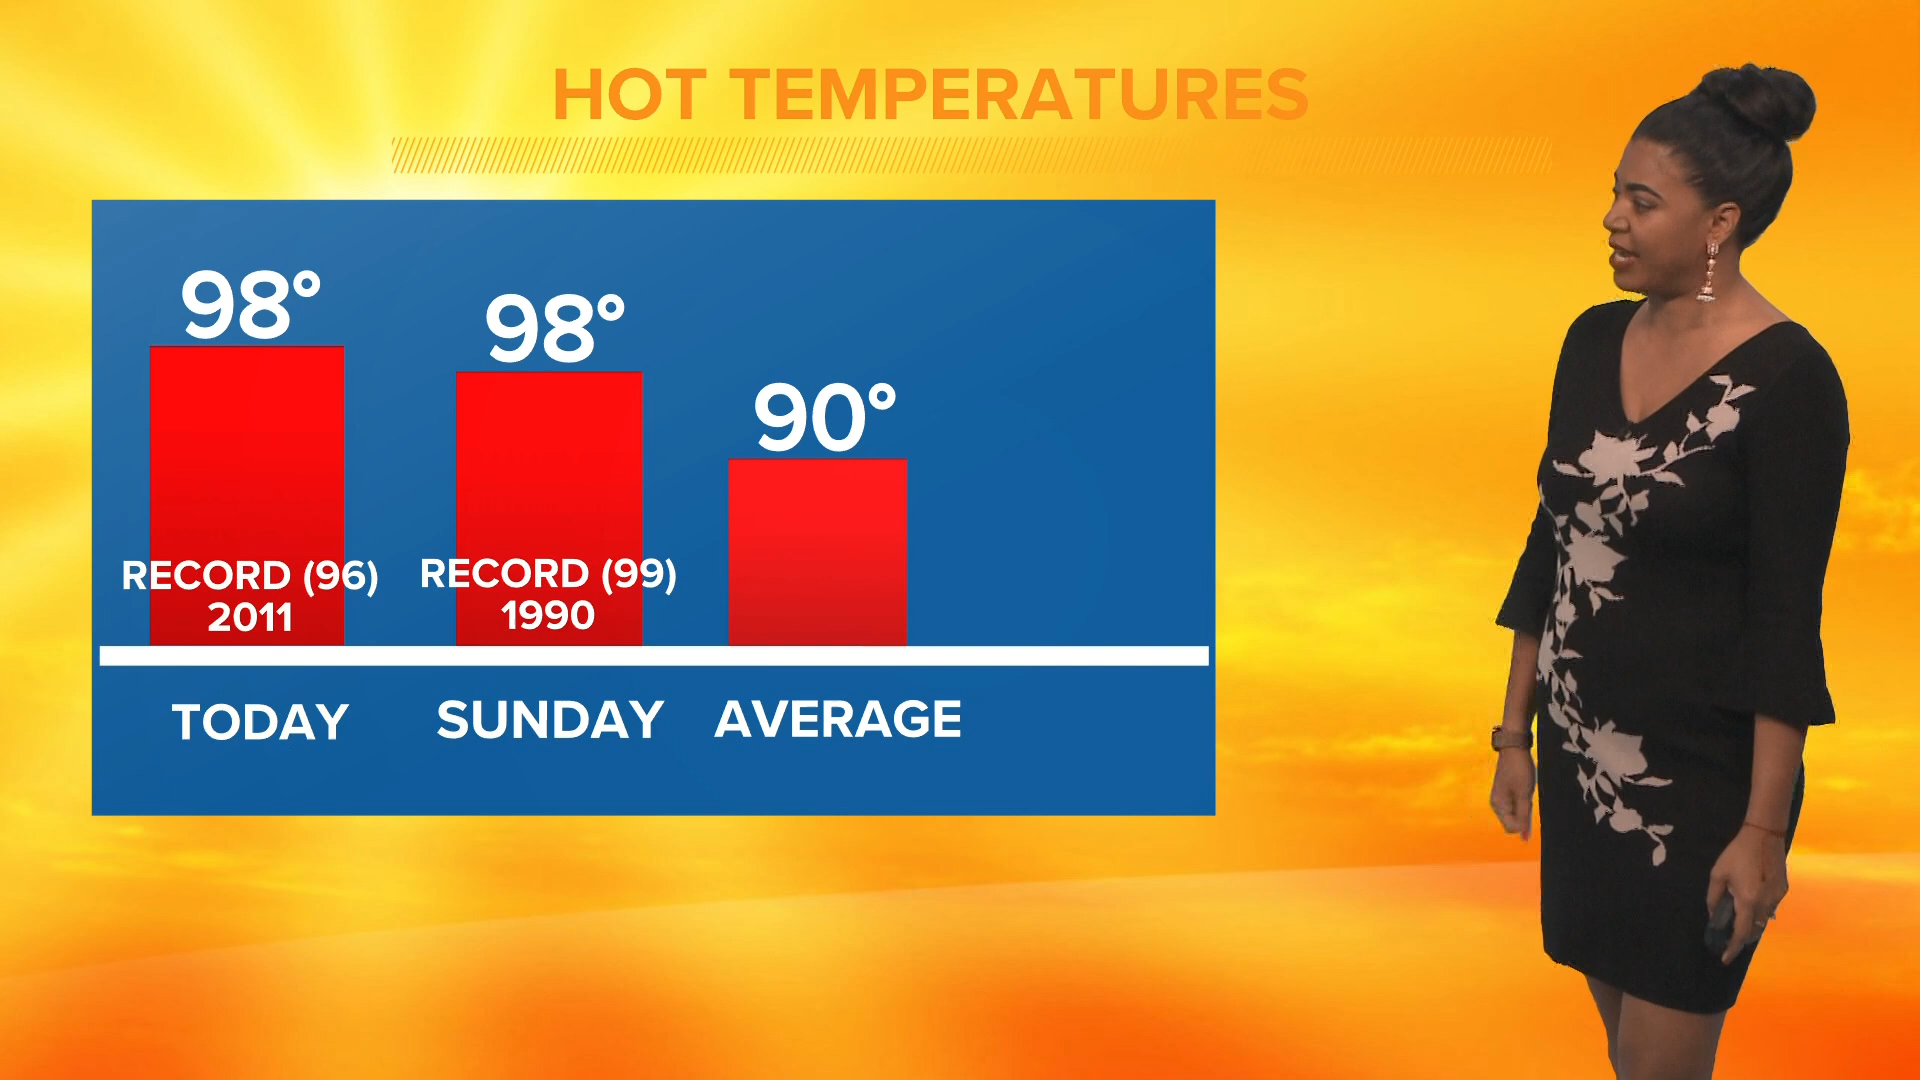 HOT TEMPERATURES
98°
98°
90°
RECORD (96)
2011
RECORD (99)
1990
TODAY
SUNDAY
AVERAGE